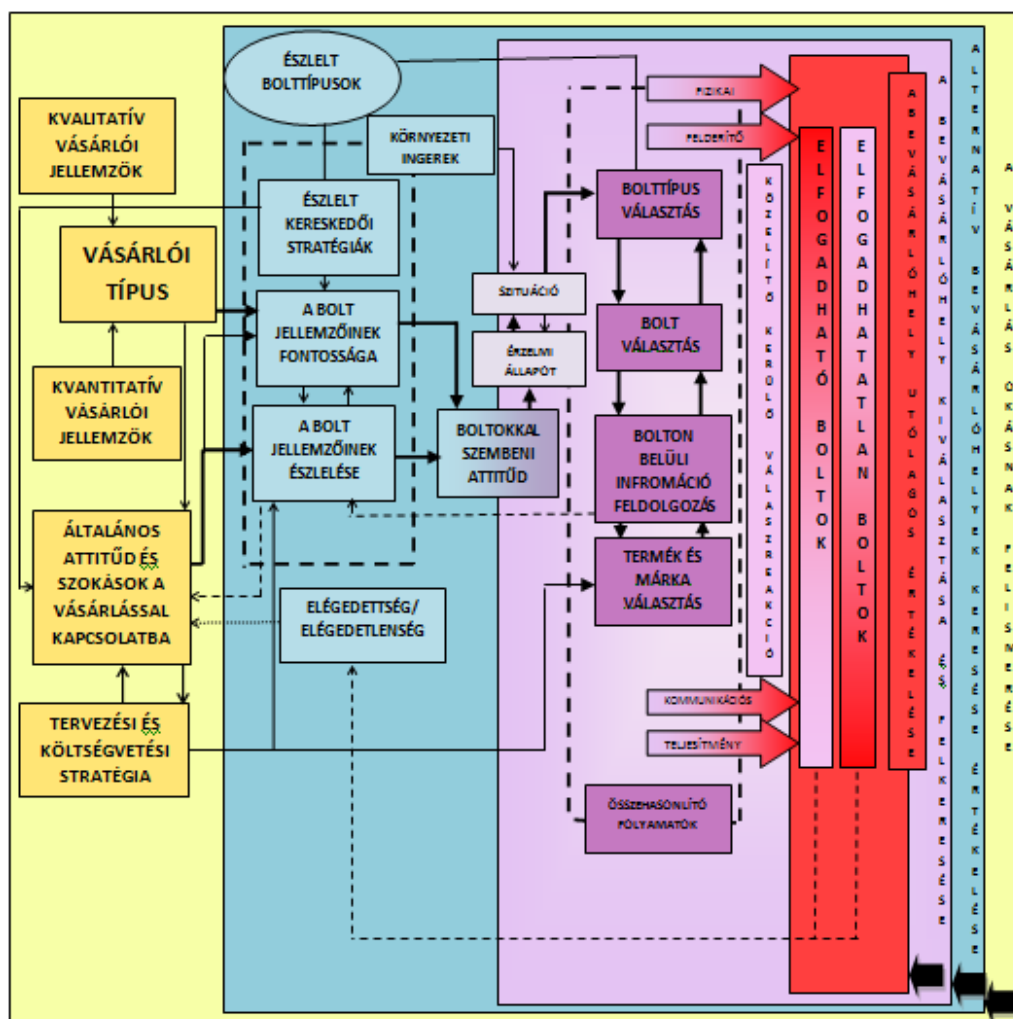 ÉSZLELT
BOLTTÍPUSOK
KVALITATÍV
VÁSÁRLÓI
JELLEMZŐK
KÖRNYEZETI
INGEREK
ÉSZLELT
KERESKEDŐI
STRATÉGIÁK
VÁSÁRLÓI
TÍPUS
A BOLT
JELLEMZŐINEK
FONTOSSÁGA
KVANTITATÍV
VÁSÁRLÓI
JELLEMZŐK
A BOLT
JELLEMZŐINEK
ÉSZLELÉSE
BOLTOKKAL
SZEMBENI
ATTITŰD
SZITUÁCIÓ
ÉRZELMI
ÁLLAPOT
ÁLTALÁNOS
ATTITŰD ÉS
SZOKÁSOK A
VÁSÁRLÁSSAL
KAPCSOLATBA
ELÉGEDETTSÉG/
ELÉGEDETLENSÉG
TERVEZÉSI ÉS
KÖLTSÉGVETÉSI
STRATÉGIA
BOLTTÍPUS
VÁLASZTÁS
BOLT
VÁLASZTÁS
BOLTON
BELÜLI
INFROMÁCIÓ
FELDOLGOZÁS
TERMÉK ÉS
MÁRKA
VÁLASZTÁS
ÖSSZEHASONLÍTÓ
FOLYAMATOK
FIZIKAI
FELDERÍTŐ
KOMMUNIKÁCIÓS
TELJESÍTMÉNY
KÖZELÍTŐ KERÜLŐ VÁLASZREAKCIÓ
ELFOGADHATÓ BOLTOK
ELFOGADHATATLAN BOLTOK
A BEVÁSÁRLÓHELY UTÓLAGOS ÉRTÉKELÉSE
A BEVÁSÁRLÓHELY KIVÁLASZTÁSA ÉS FELKERESÉSE
ALTERNATÍV BEVÁSÁRLÓHELYEK KERESÉSE ÉRTÉKELÉSE
A VÁSÁRLÁS OKÁNAK FELISMERÉSE